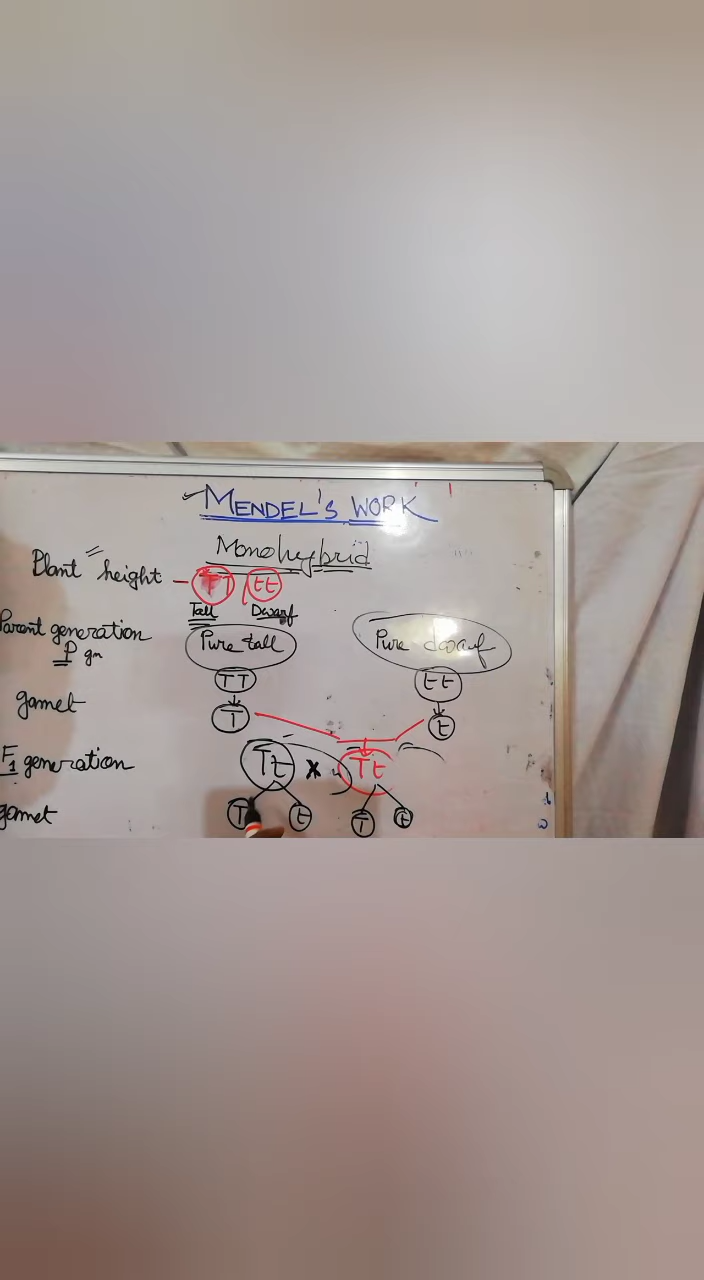 MENDEL'S WORK
Monohybrid
Plant height - TT tt
Tall Dwarf
Parent generation Pure tall Pure dwarf
P gn TT tt
gamet T t
F1 generation Tt x Tt
gamet T t T t